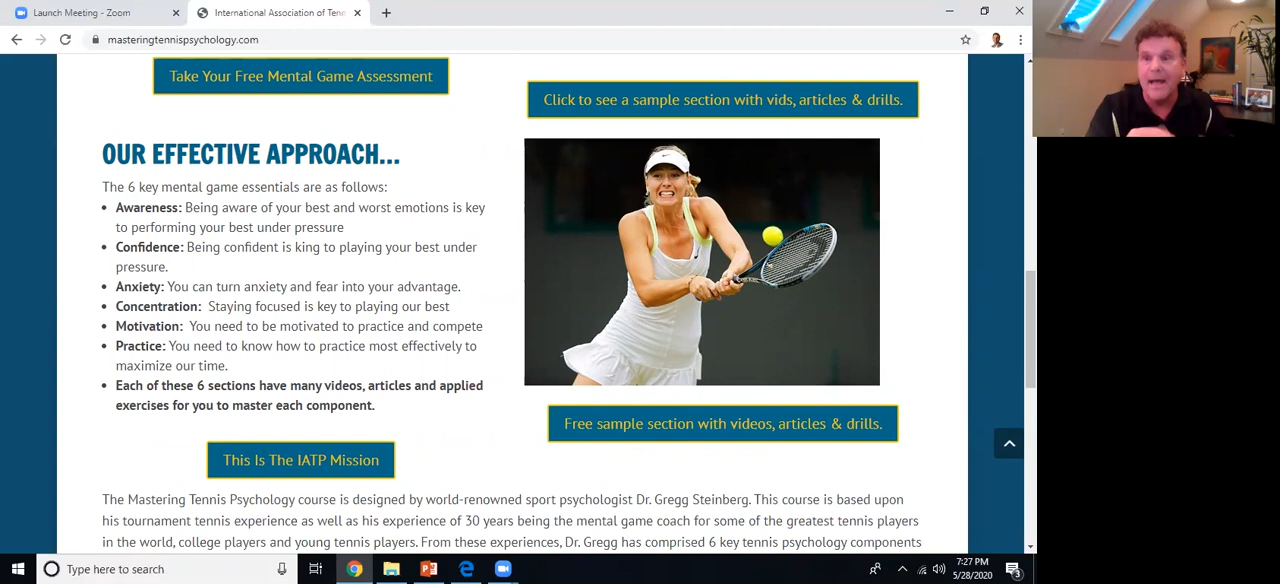 Launch Meeting - Zoom
International Association of Tenn
masteringtennispsychology.com
Take Your Free Mental Game Assessment
Click to see a sample section with vids, articles & drills.
OUR EFFECTIVE APPROACH...
The 6 key mental game essentials are as follows:
Awareness: Being aware of your best and worst emotions is key
to performing your best under pressure
Confidence: Being confident is king to playing your best under
pressure.
Anxiety: You can turn anxiety and fear into your advantage.
Concentration: Staying focused is key to playing our best
Motivation: You need to be motivated to practice and compete
Practice: You need to know how to practice most effectively to
maximize our time.
Each of these 6 sections have many videos, articles and applied
exercises for you to master each component.
Free sample section with videos, articles & drills.
This Is The IATP Mission
The Mastering Tennis Psychology course is designed by world-renowned sport psychologist Dr. Gregg Steinberg. This course is based upon
his tournament tennis experience as well as his experience of 30 years being the mental game coach for some of the greatest tennis players
in the world, college players and young tennis players. From these experiences, Dr. Gregg has comprised 6 key tennis psychology components
Type here to search
7:27 PM
5/28/2020
3